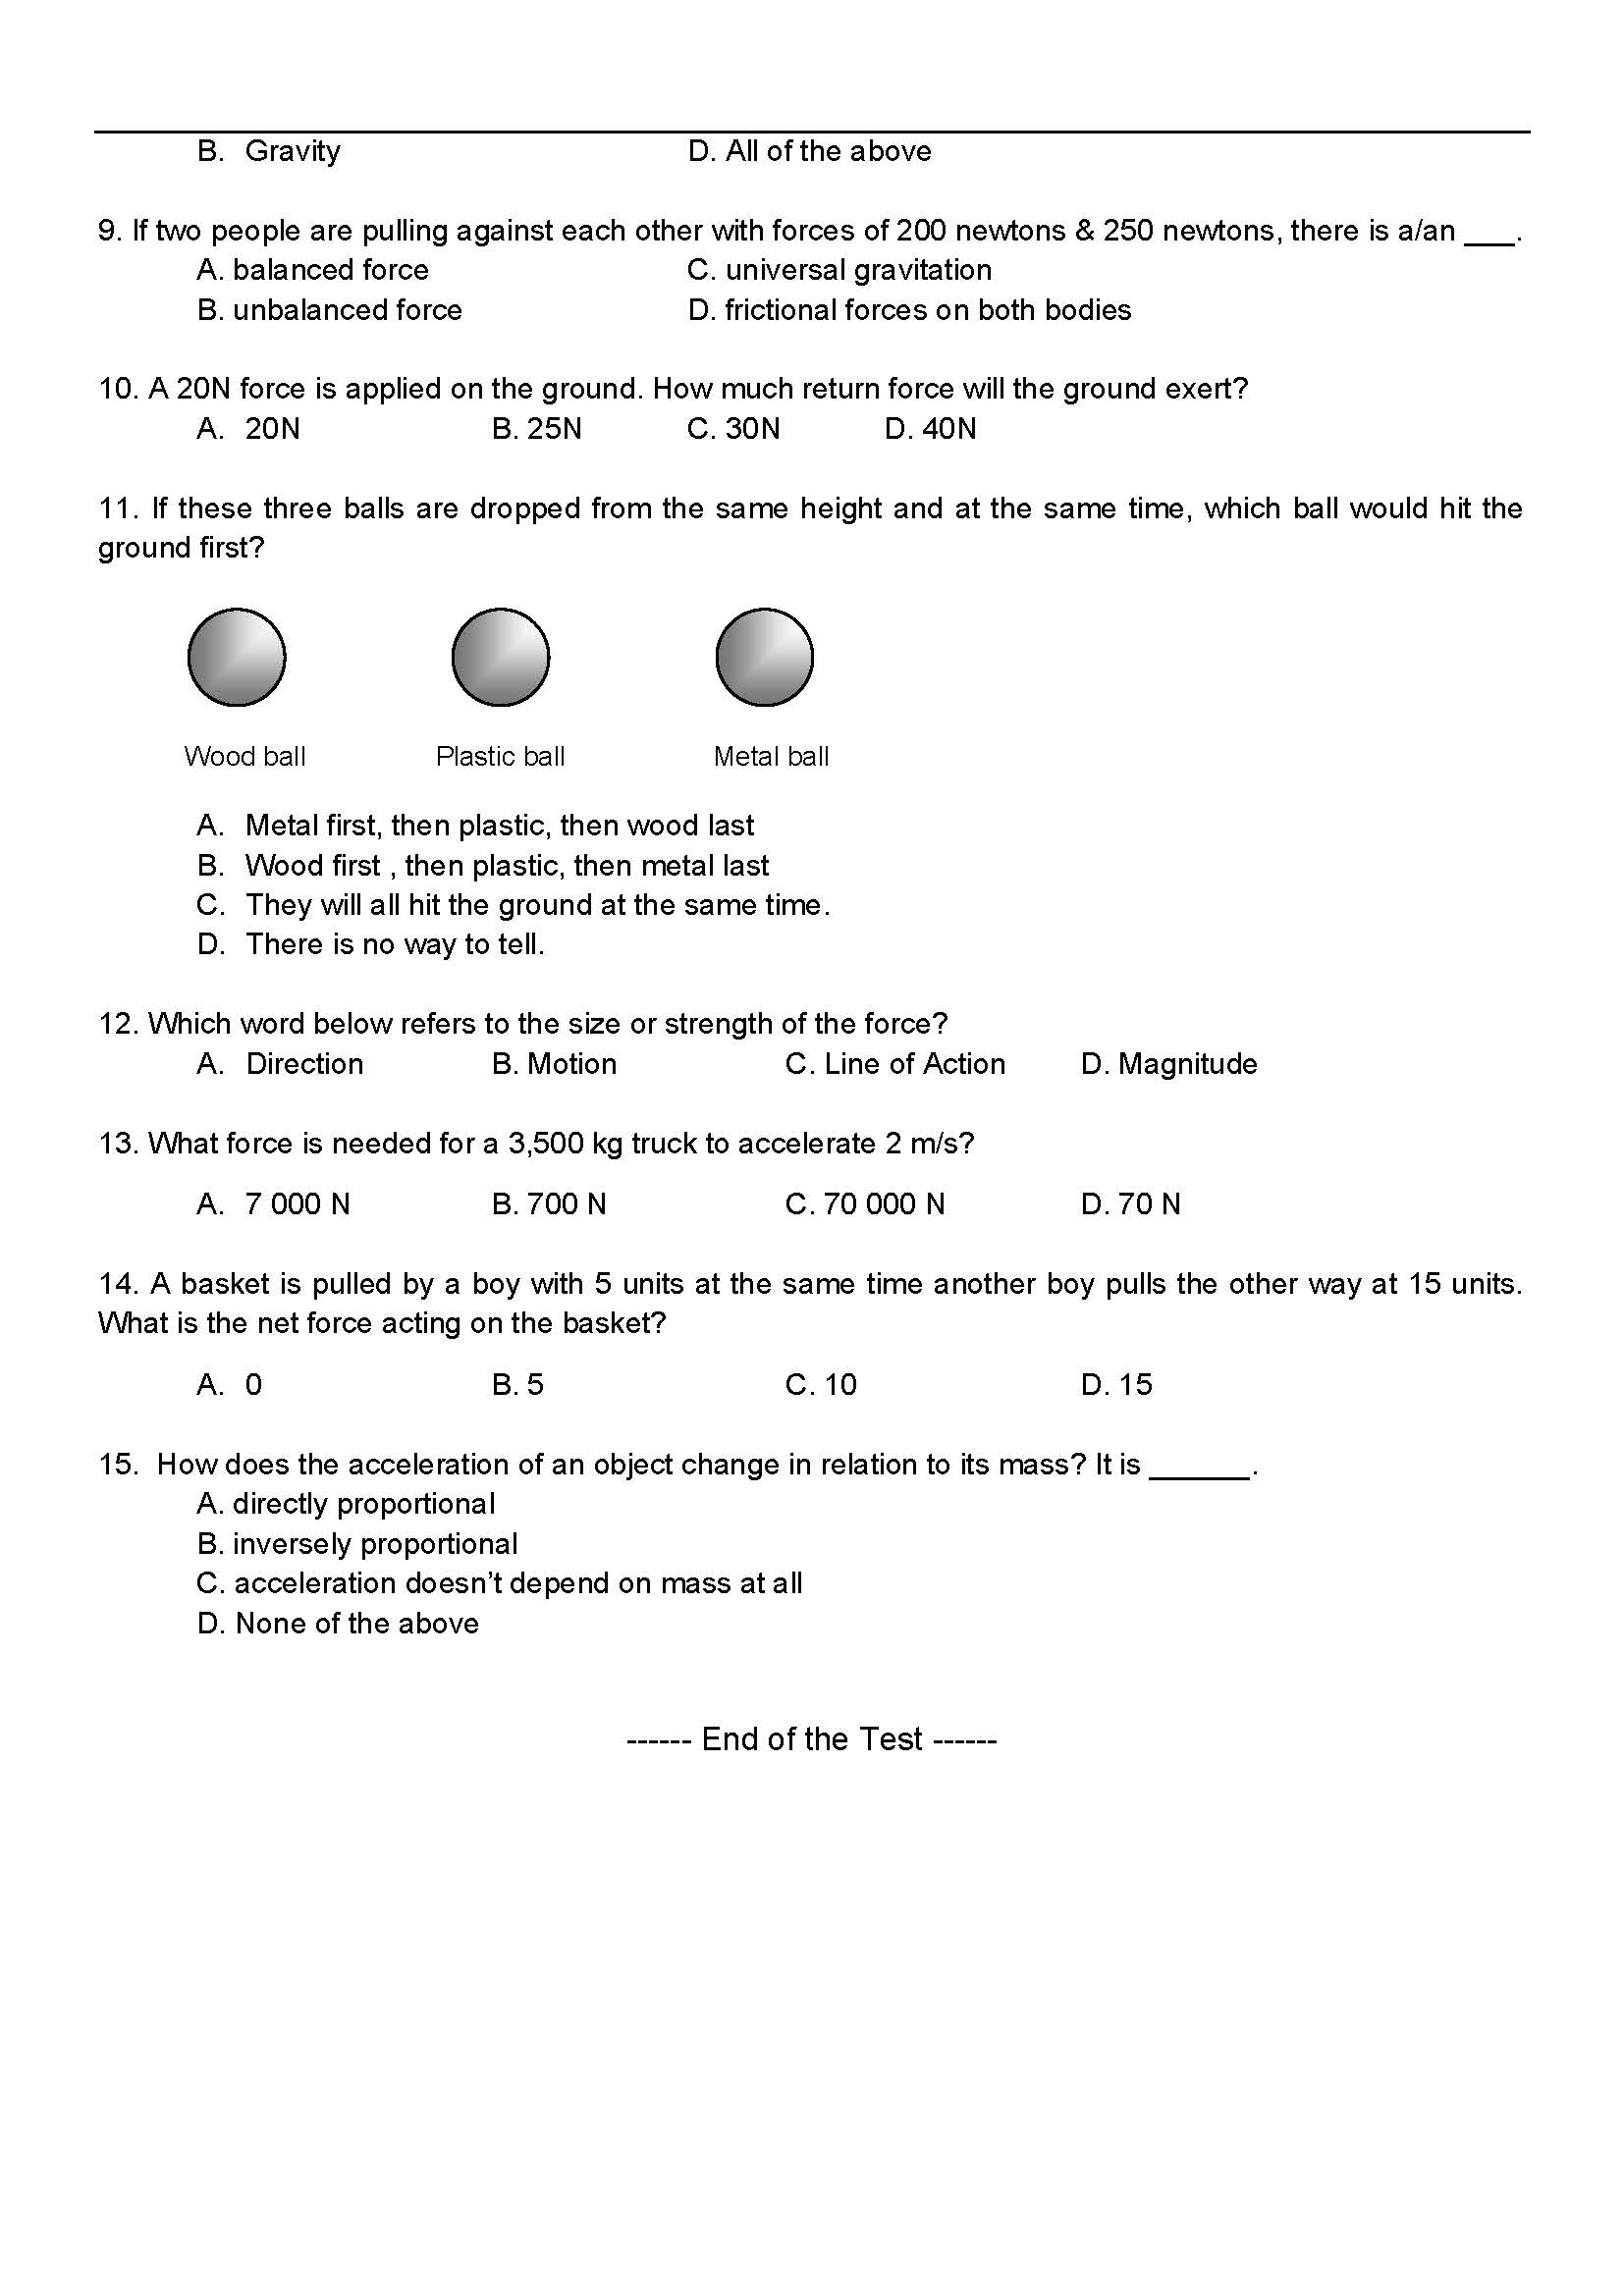 B. Gravity D. All of the above
9. If two people are pulling against each other with forces of 200 newtons & 250 newtons, there is a/an ___.
A. balanced force C. universal gravitation
B. unbalanced force D. frictional forces on both bodies
10. A 20N force is applied on the ground. How much return force will the ground exert?
A. 20N B. 25N C. 30N D. 40N
11. If these three balls are dropped from the same height and at the same time, which ball would hit the
ground first?
Wood ball Plastic ball Metal ball
A. Metal first, then plastic, then wood last
B. Wood first , then plastic, then metal last
C. They will all hit the ground at the same time.
D. There is no way to tell.
12. Which word below refers to the size or strength of the force?
A. Direction B. Motion C. Line of Action D. Magnitude
13. What force is needed for a 3,500 kg truck to accelerate 2 m/s?
A. 7 000 N B. 700 N C. 70 000 N D. 70 N
14. A basket is pulled by a boy with 5 units at the same time another boy pulls the other way at 15 units.
What is the net force acting on the basket?
A. 0 B. 5 C. 10 D. 15
15. How does the acceleration of an object change in relation to its mass? It is ______.
A. directly proportional
B. inversely proportional
C. acceleration doesn’t depend on mass at all
D. None of the above
------ End of the Test ------